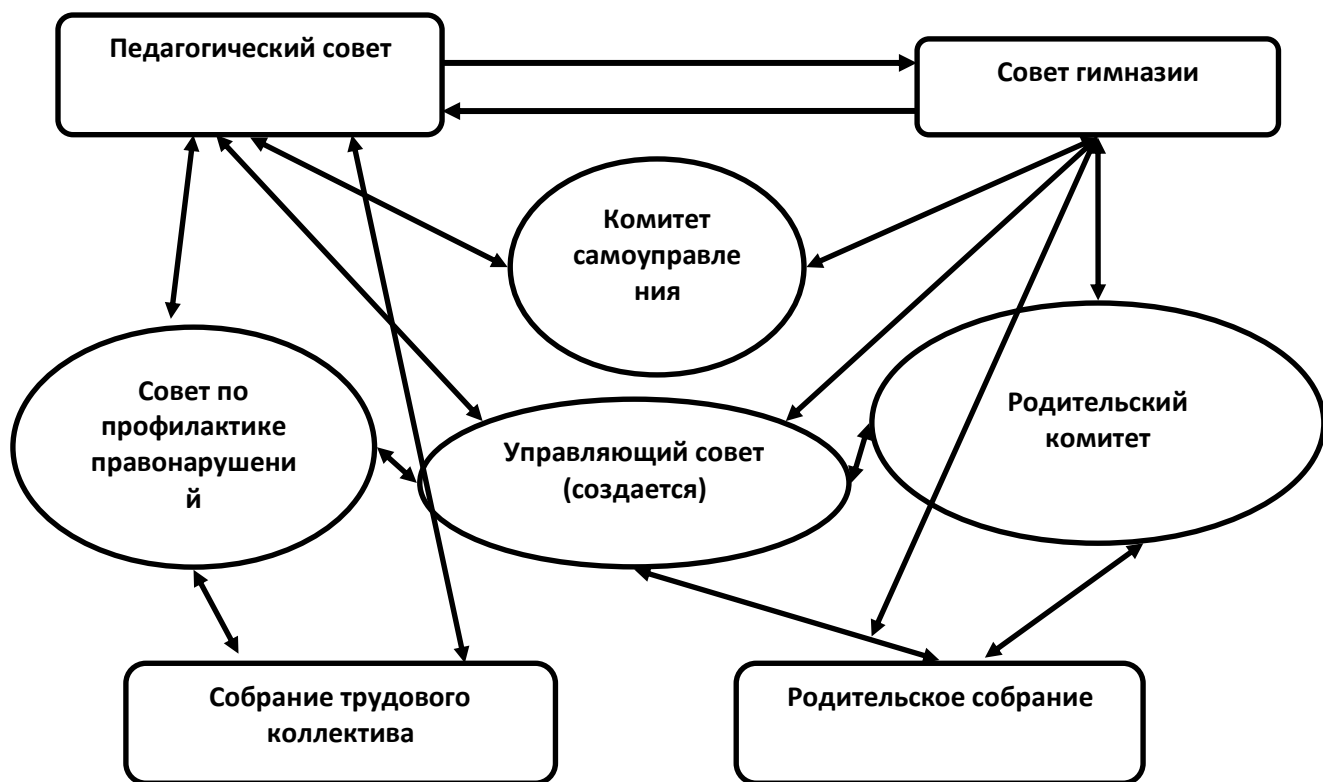 Педагогический совет
Совет гимназии
Комитет
самоуправле
ния
Совет по
профилактике
правонарушени
й
Управляющий совет
(создается)
Родительский
комитет
Собрание трудового
коллектива
Родительское собрание